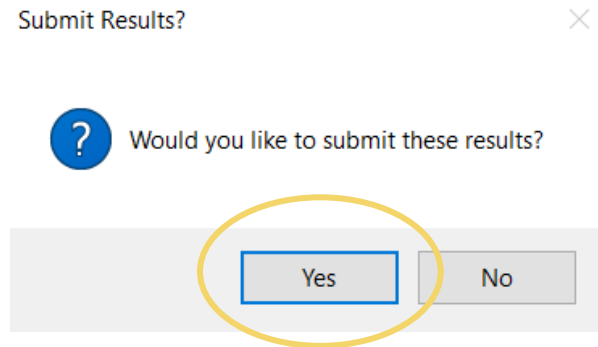 Submit Results?
?
Would you like to submit these results?
Yes
No